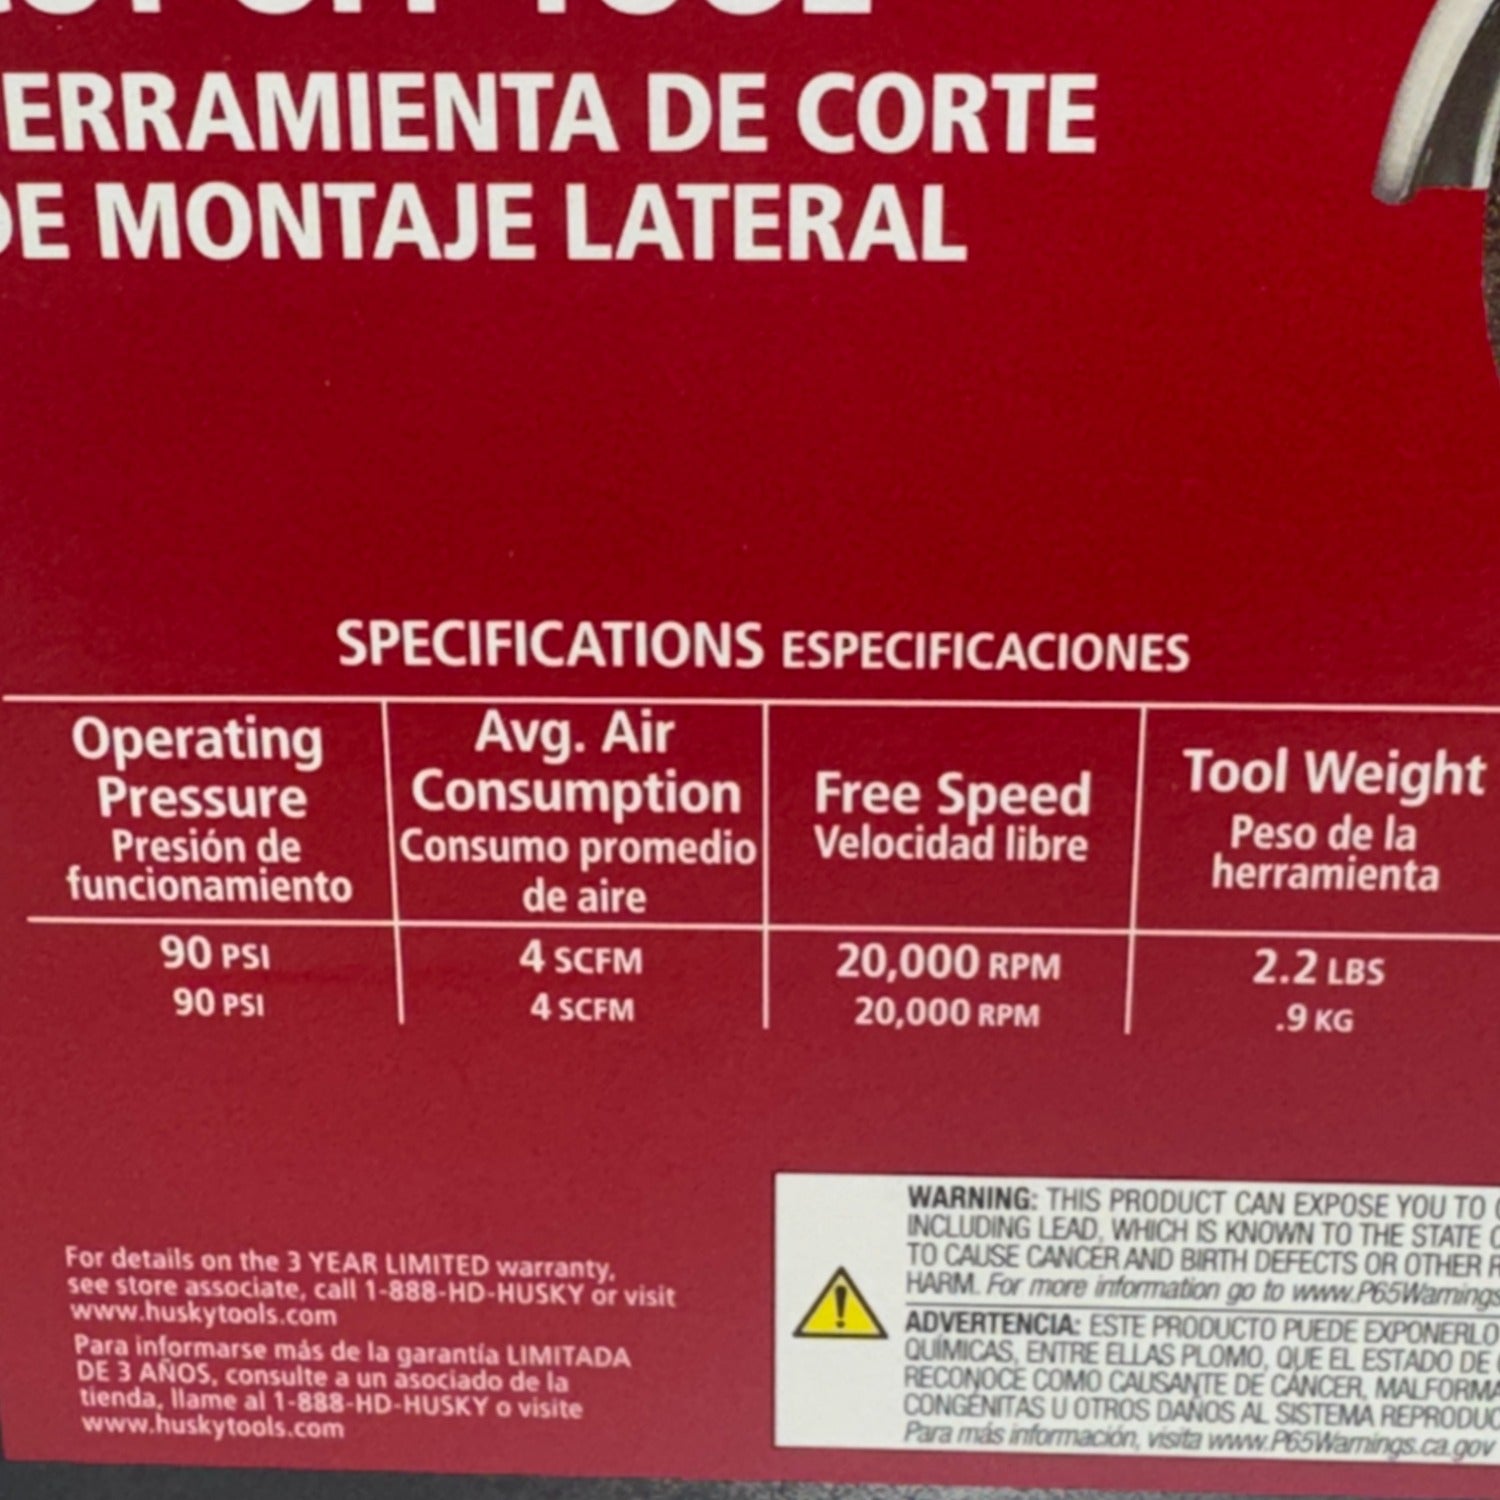 ERRAMIENTA DE CORTE
DE MONTAJE LATERAL
SPECIFICATIONS ESPECIFICACIONES
Operating Pressure
Presión de funcionamiento
Avg. Air Consumption
Consumo promedio de aire
Free Speed
Velocidad libre
Tool Weight
Peso de la herramienta
90 PSI 4 SCFM 20,000 RPM 2.2 LBS
90 PSI 4 SCFM 20,000 RPM .9 KG
For details on the 3 YEAR LIMITED warranty,
see store associate, call 1-888-HD-HUSKY or visit
www.huskytools.com
Para informarse más de la garantía LIMITADA
DE 3 AÑOS, consulte a un asociado de la
tienda, llame al 1-888-HD-HUSKY o visite
www.huskytools.com
WARNING: THIS PRODUCT CAN EXPOSE YOU TO
INCLUDING LEAD, WHICH IS KNOWN TO THE STATE
TO CAUSE CANCER AND BIRTH DEFECTS OR OTHER
HARM. For more information go to www.P65Warnings
ADVERTENCIA: ESTE PRODUCTO PUEDE EXPONERLO
QUÍMICAS, ENTRE ELLAS PLOMO, QUE EL ESTADO DE
RECONOCE COMO CAUSANTE DE CÁNCER, MALFORMA
CONGÉNITAS U OTROS DAÑOS AL SISTEMA REPRODUC
Para más información, visita www.P65Warnings.ca.gov